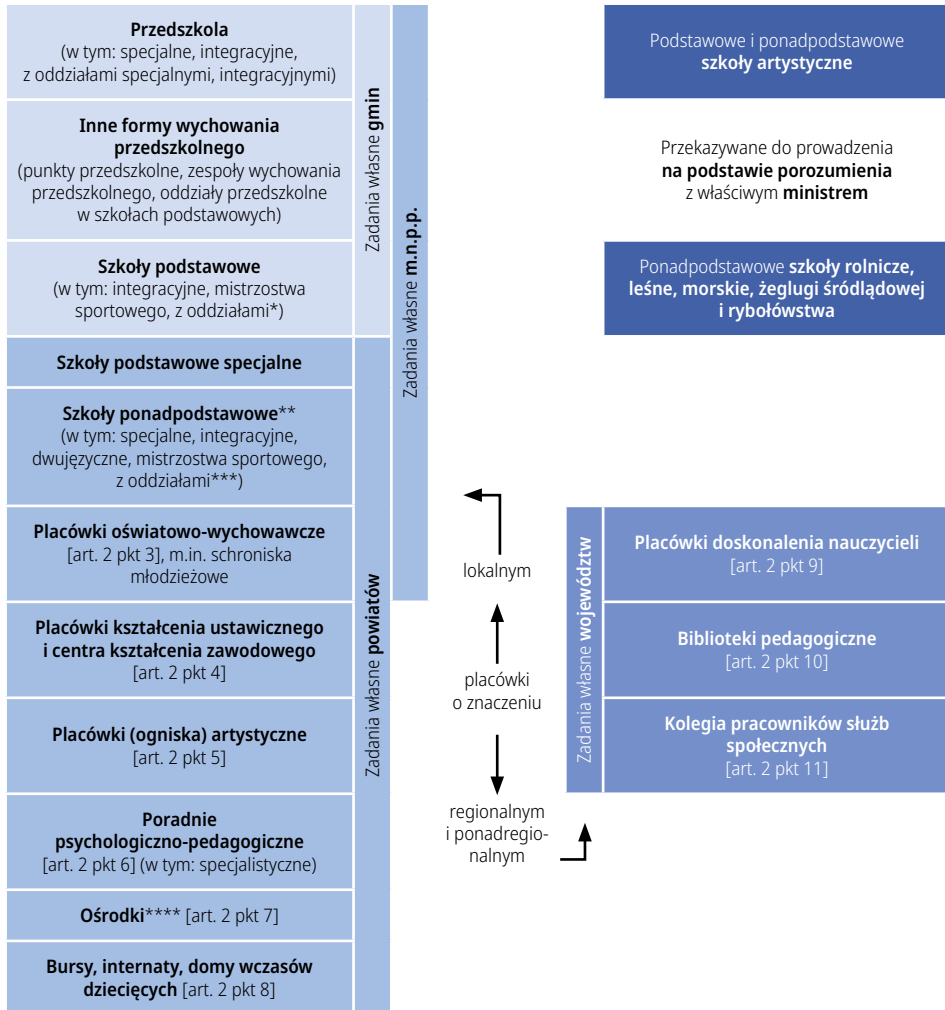 Przedszkola
(w tym: specjalne, integracyjne,
z oddziałami specjalnymi, integracyjnymi)
Inne formy wychowania
przedszkolnego
(punkty przedszkolne, zespoły wychowania
przedszkolnego, oddziały przedszkolne
w szkołach podstawowych)
Szkoły podstawowe
(w tym: integracyjne, mistrzostwa
sportowego, z oddziałami*)
Zadania własne gmin
Szkoły podstawowe specjalne
Szkoły ponadpodstawowe**
(w tym: specjalne, integracyjne,
dwujęzyczne, mistrzostwa sportowego,
z oddziałami***)
Placówki oświatowo-wychowawcze
[art. 2 pkt 3], m.in. schroniska
młodzieżowe
Placówki kształcenia ustawicznego
i centra kształcenia zawodowego
[art. 2 pkt 4]
Placówki (ogniska) artystyczne
[art. 2 pkt 5]
Poradnie
psychologiczno-pedagogiczne
[art. 2 pkt 6] (w tym: specjalistyczne)
Ośrodki**** [art. 2 pkt 7]
Bursy, internaty, domy wczasów
dziecięcych [art. 2 pkt 8]
Zadania własne powiatów
Zadania własne m.n.p.p.
lokalnym
placówki
o znaczeniu
regionalnym
i ponadregio-
nalnym
Podstawowe i ponadpodstawowe
szkoły artystyczne
Przekazywane do prowadzenia
na podstawie porozumienia
z właściwym ministrem
Ponadpodstawowe szkoły rolnicze,
leśne, morskie, żeglugi śródlądowej
i rybołówstwa
Zadania własne województw
Placówki doskonalenia nauczycieli
[art. 2 pkt 9]
Biblioteki pedagogiczne
[art. 2 pkt 10]
Kolegia pracowników służb
społecznych
[art. 2 pkt 11]